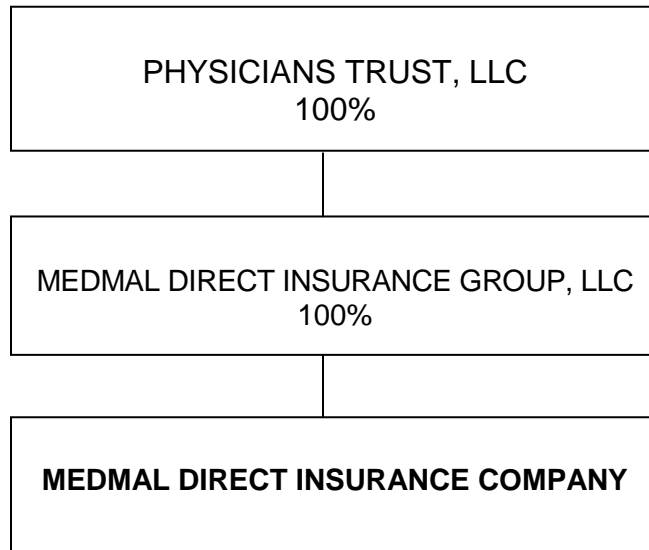 PHYSICIANS TRUST, LLC
100%
MEDMAL DIRECT INSURANCE GROUP, LLC
100%
MEDMAL DIRECT INSURANCE COMPANY